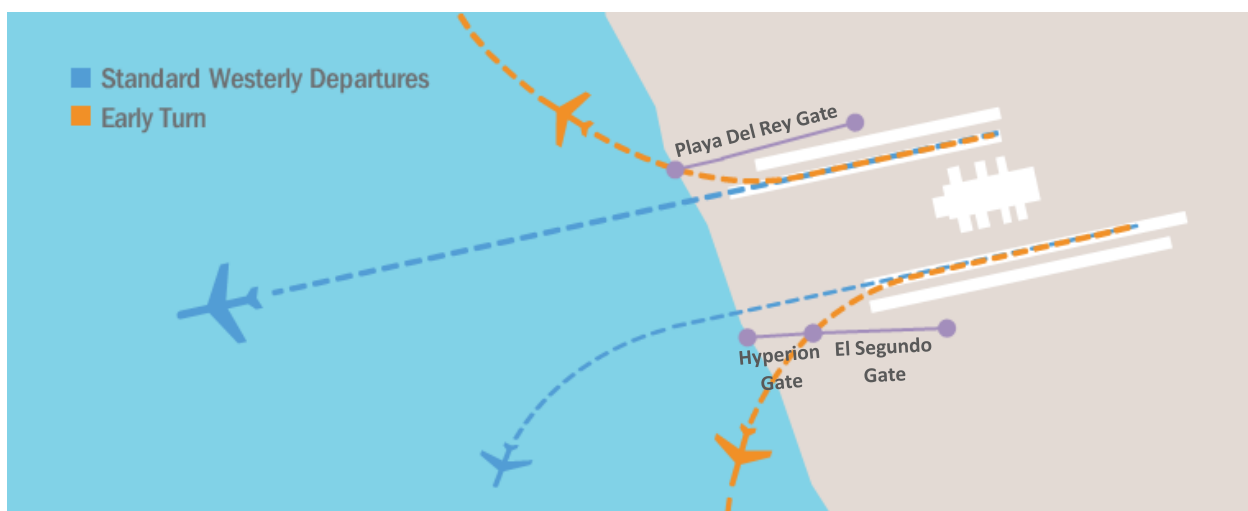 Standard Westerly Departures
Early Turn
Playa Del Rey Gate
Hyperion
Gate
El Segundo
Gate